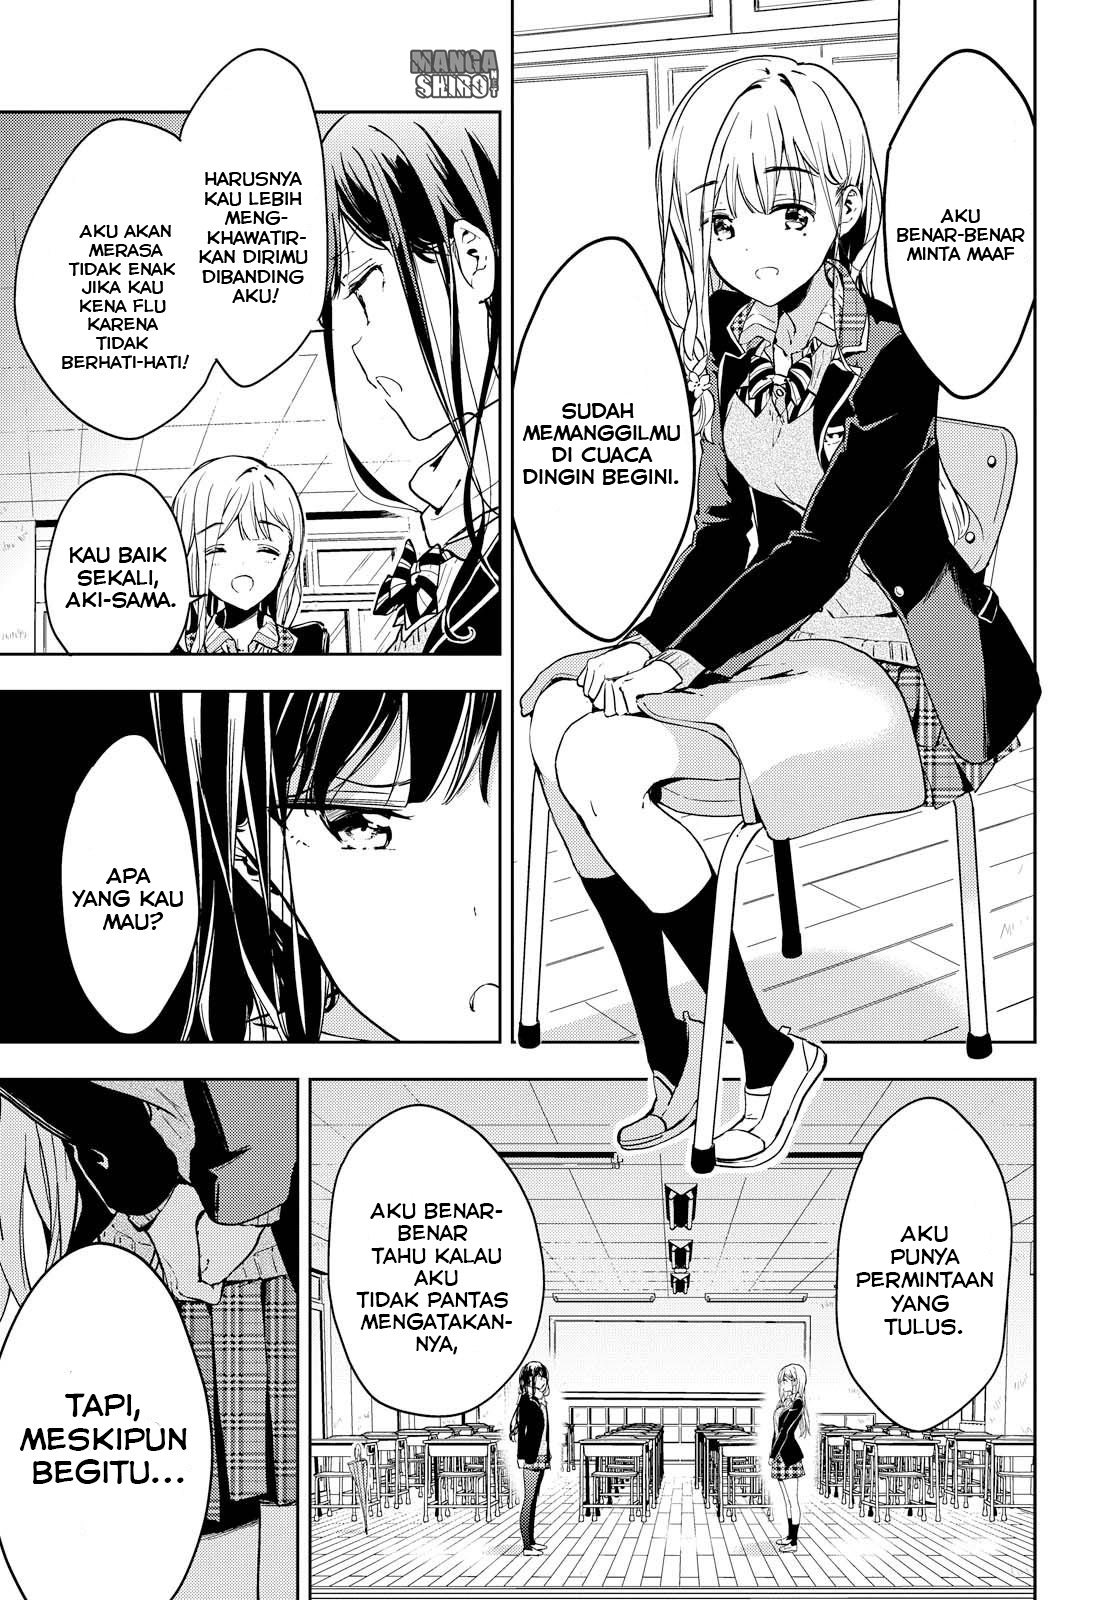 MANGA
SHIRO
NET
AKU
BENAR-BENAR
MINTA MAAF
SUDAH
MEMANGGILMU
DI CUACA
DINGIN BEGINI.
HARUSNYA
KAU LEBIH
MENG-
KHAWATIR-
KAN DIRIMU
DIBANDING
AKU!
AKU AKAN
MERASA
TIDAK ENAK
JIKA KAU
KENA FLU
KARENA
TIDAK
BERHATI-HATI!
KAU BAIK
SEKALI,
AKI-SAMA.
APA
YANG KAU
MAU?
AKU
PUNYA
PERMINTAAN
YANG
TULUS.
AKU BENAR-
BENAR
TAHU KALAU
AKU
TIDAK PANTAS
MENGATAKAN-
NYA,
TAPI,
MESKIPUN
BEGITU...